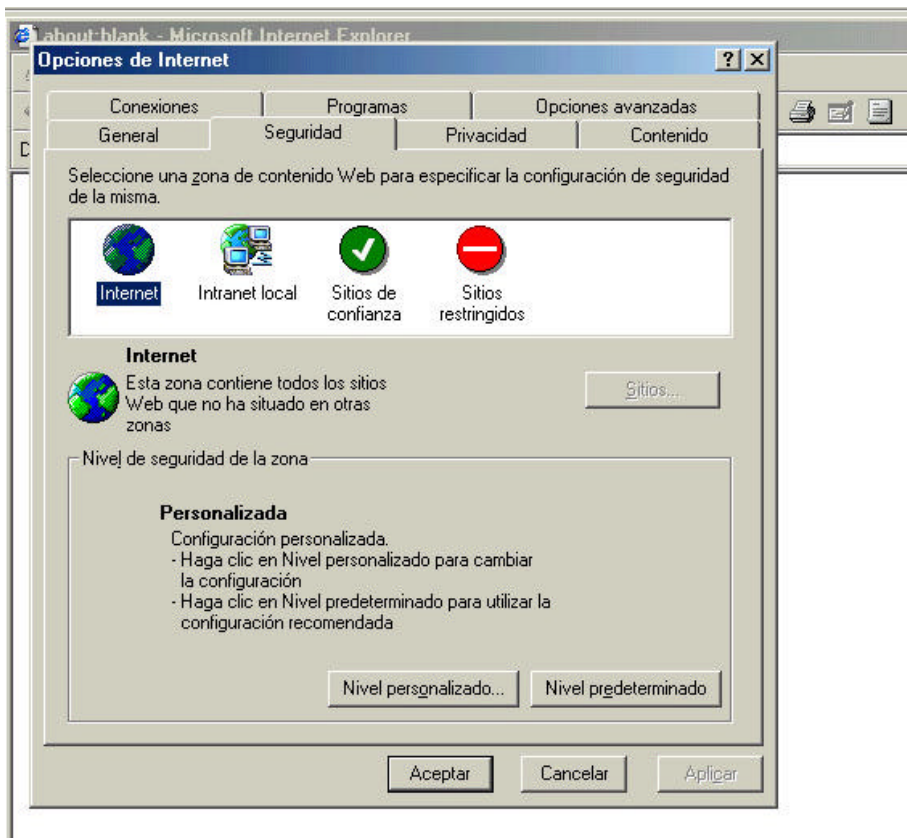 about:blank - Microsoft Internet Explorer
Opciones de Internet
Conexiones Programas Opciones avanzadas
General Seguridad Privacidad Contenido
D
Seleccione una zona de contenido Web para especificar la configuración de seguridad
de la misma.
Internet Intranet local Sitios de confianza Sitios restringidos
Internet
Esta zona contiene todos los sitios
Web que no ha situado en otras
zonas
Sitios...
Nivel de seguridad de la zona
Personalizada
Configuración personalizada.
- Haga clic en Nivel personalizado para cambiar
la configuración
- Haga clic en Nivel predeterminado para utilizar la
configuración recomendada
Nivel personalizado... Nivel predeterminado
Aceptar Cancelar Aplicar